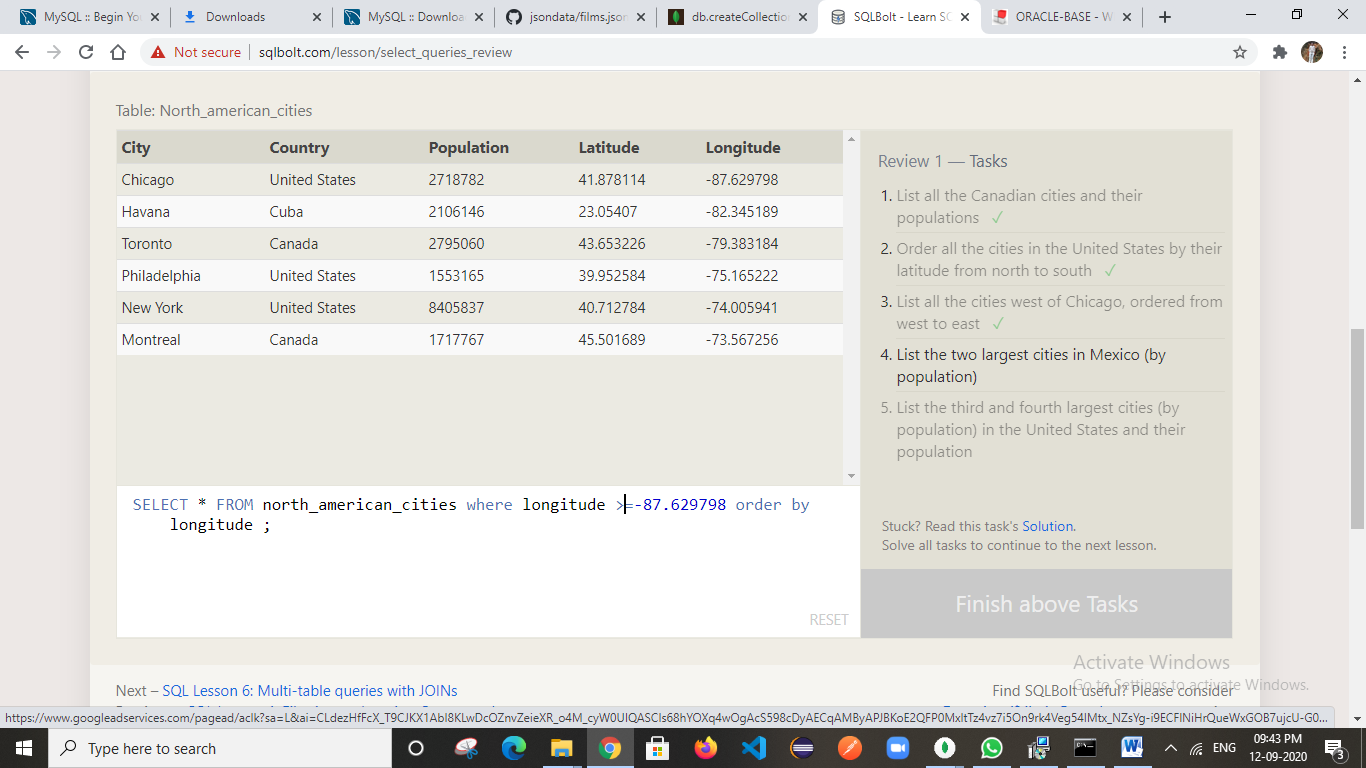 MySQL :: Begin Yo
Downloads
MySQL :: Downloa
jsondata/films.json
db.createCollectio
SQLBolt - Learn SQ
ORACLE-BASE - W
Not secure
sqlbolt.com/lesson/select_queries_review
Table: North_american_cities
City Country Population Latitude Longitude
Chicago United States 2718782 41.878114 -87.629798
Havana Cuba 2106146 23.05407 -82.345189
Toronto Canada 2795060 43.653226 -79.383184
Philadelphia United States 1553165 39.952584 -75.165222
New York United States 8405837 40.712784 -74.005941
Montreal Canada 1717767 45.501689 -73.567256
SELECT * FROM north_american_cities where longitude >=-87.629798 order by
longitude ;
RESET
Review 1 — Tasks
1. List all the Canadian cities and their
populations ✓
2. Order all the cities in the United States by their
latitude from north to south ✓
3. List all the cities west of Chicago, ordered from
west to east ✓
4. List the two largest cities in Mexico (by
population)
5. List the third and fourth largest cities (by
population) in the United States and their
population
Stuck? Read this task's Solution.
Solve all tasks to continue to the next lesson.
Finish above Tasks
Activate Windows
Go to Settings to activate Windows.
Next – SQL Lesson 6: Multi-table queries with JOINs
Find SQLBolt useful? Please consider
Type here to search
ENG
09:43 PM
12-09-2020
3